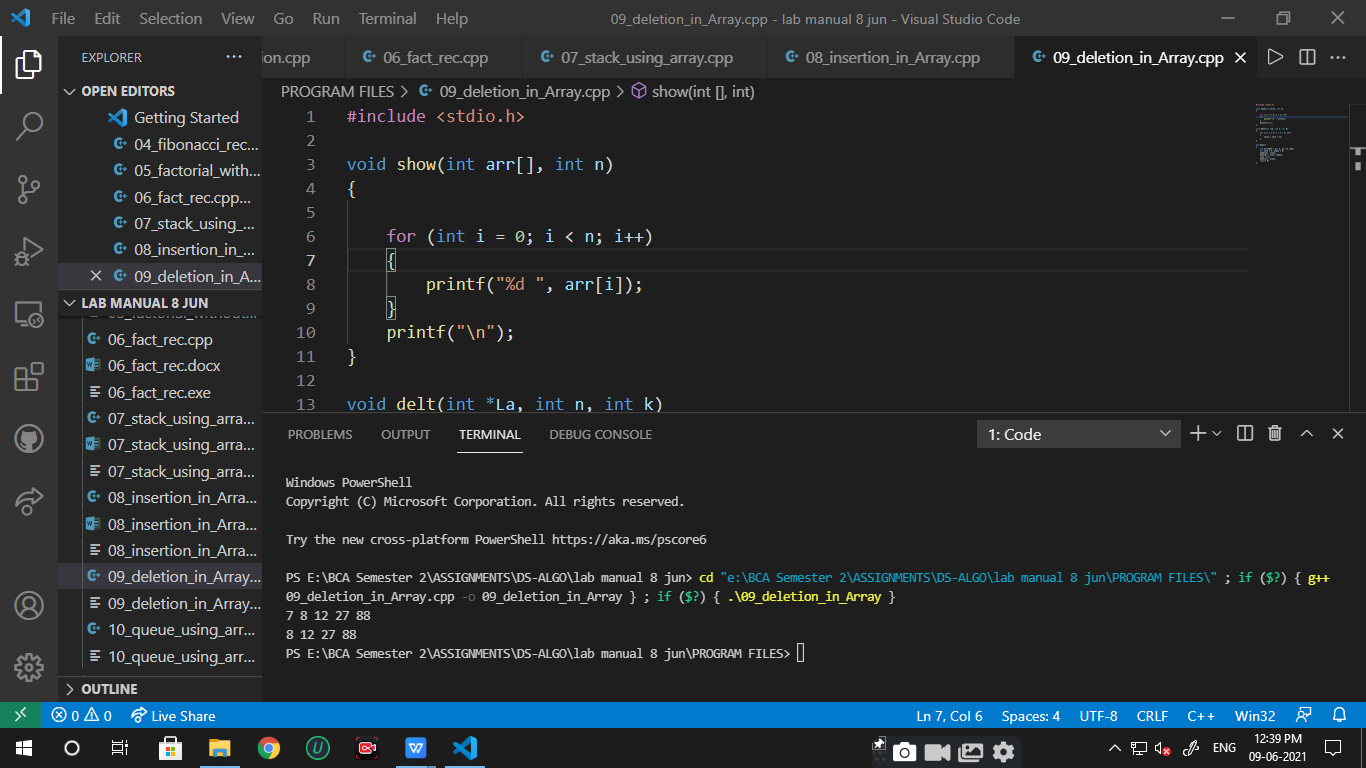 File Edit Selection View Go Run Terminal Help 09_deletion_in_Array.cpp - lab manual 8 jun - Visual Studio Code
EXPLORER
OPEN EDITORS
Getting Started
04_fibonacci_rec...
05_factorial_with...
06_fact_rec.cpp...
07_stack_using_...
08_insertion_in_...
09_deletion_in_A...
LAB MANUAL 8 JUN
05_factorial_without...
06_fact_rec.cpp
06_fact_rec.docx
06_fact_rec.exe
07_stack_using_arra...
07_stack_using_arra...
07_stack_using_arra...
08_insertion_in_Arra...
08_insertion_in_Arra...
08_insertion_in_Arra...
09_deletion_in_Array...
09_deletion_in_Array...
10_queue_using_arr...
10_queue_using_arr...
OUTLINE
ion.cpp 06_fact_rec.cpp 07_stack_using_array.cpp 08_insertion_in_Array.cpp 09_deletion_in_Array.cpp
PROGRAM FILES > 09_deletion_in_Array.cpp > show(int [], int)
1 #include <stdio.h>
2
3 void show(int arr[], int n)
4 {
5
6 for (int i = 0; i < n; i++)
7 {
8 printf("%d ", arr[i]);
9 }
10 printf("\n");
11 }
12
13 void delt(int *La, int n, int k)
PROBLEMS OUTPUT TERMINAL DEBUG CONSOLE 1: Code
Windows PowerShell
Copyright (C) Microsoft Corporation. All rights reserved.
Try the new cross-platform PowerShell https://aka.ms/pscore6
PS E:\BCA Semester 2\ASSIGNMENTS\DS-ALGO\lab manual 8 jun> cd "e:\BCA Semester 2\ASSIGNMENTS\DS-ALGO\lab manual 8 jun\PROGRAM FILES\" ; if ($?) { g++
09_deletion_in_Array.cpp -o 09_deletion_in_Array } ; if ($?) { .\09_deletion_in_Array }
7 8 12 27 88
8 12 27 88
PS E:\BCA Semester 2\ASSIGNMENTS\DS-ALGO\lab manual 8 jun\PROGRAM FILES>
0 0 Live Share Ln 7, Col 6 Spaces: 4 UTF-8 CRLF C++ Win32
ENG 12:39 PM
09-06-2021